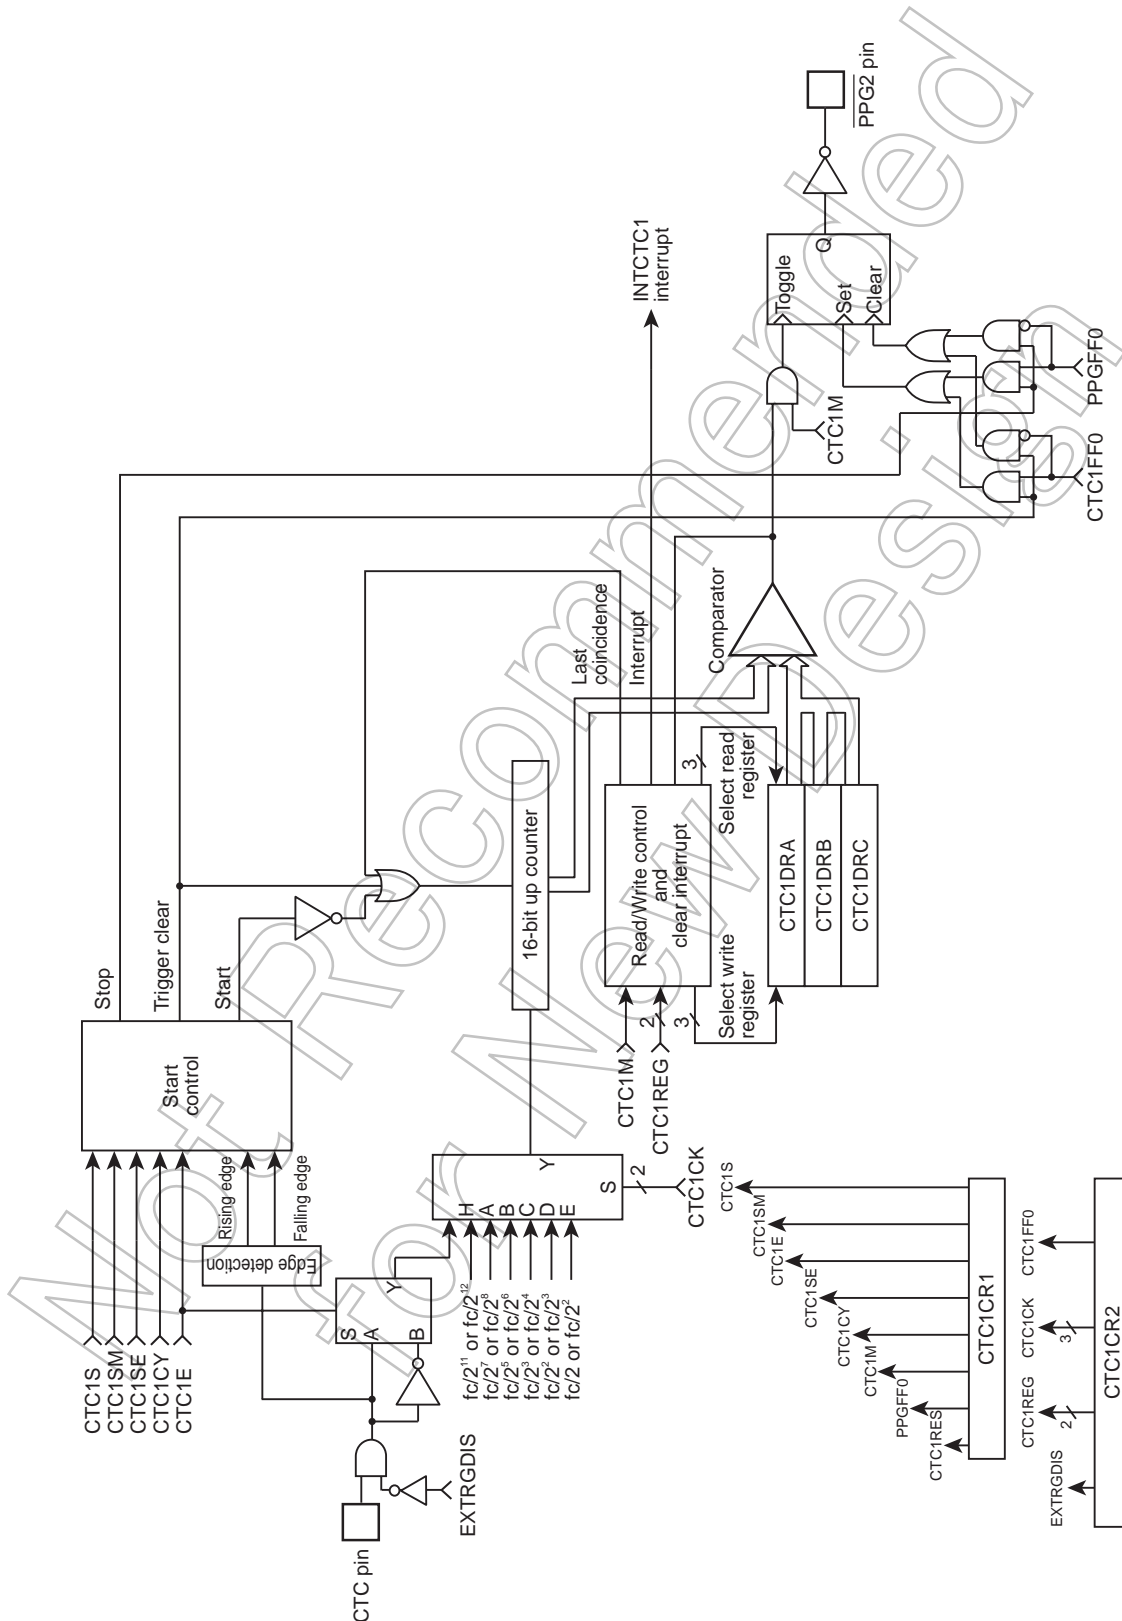 PPG2 pin
Q
Toggle
Set
Clear
INTCTC1
interrupt
CTC1M
PPGFF0
CTC1FF0
Stop
Trigger clear
Start
Start
control
CTC1S
CTC1SM
CTC1SE
CTC1CY
CTC1E
Rising edge
Falling edge
Edge detection
Last
coincidence
Interrupt
Comparator
16-bit up counter
Read/Write control
and
clear interrupt
3
Select read
register
CTC1DRA
CTC1DRB
CTC1DRC
Select write
register
3
2
CTC1M
CTC1REG
Y
S
2
CTC1CK
H
A
B
C
D
E
fc/2¹¹ or fc/2¹²
fc/2⁷ or fc/2⁸
fc/2⁵ or fc/2⁶
fc/2³ or fc/2⁴
fc/2² or fc/2³
fc/2 or fc/2²
Y
S
A
B
EXTRGDIS
CTC pin
CTC1S
CTC1SM
CTC1E
CTC1SE
CTC1CY
CTC1M
PPGFF0
CTC1RES
CTC1CR1
CTC1FF0
CTC1CK
3
CTC1REG
2
EXTRGDIS
CTC1CR2
Not Recommended
for New Design